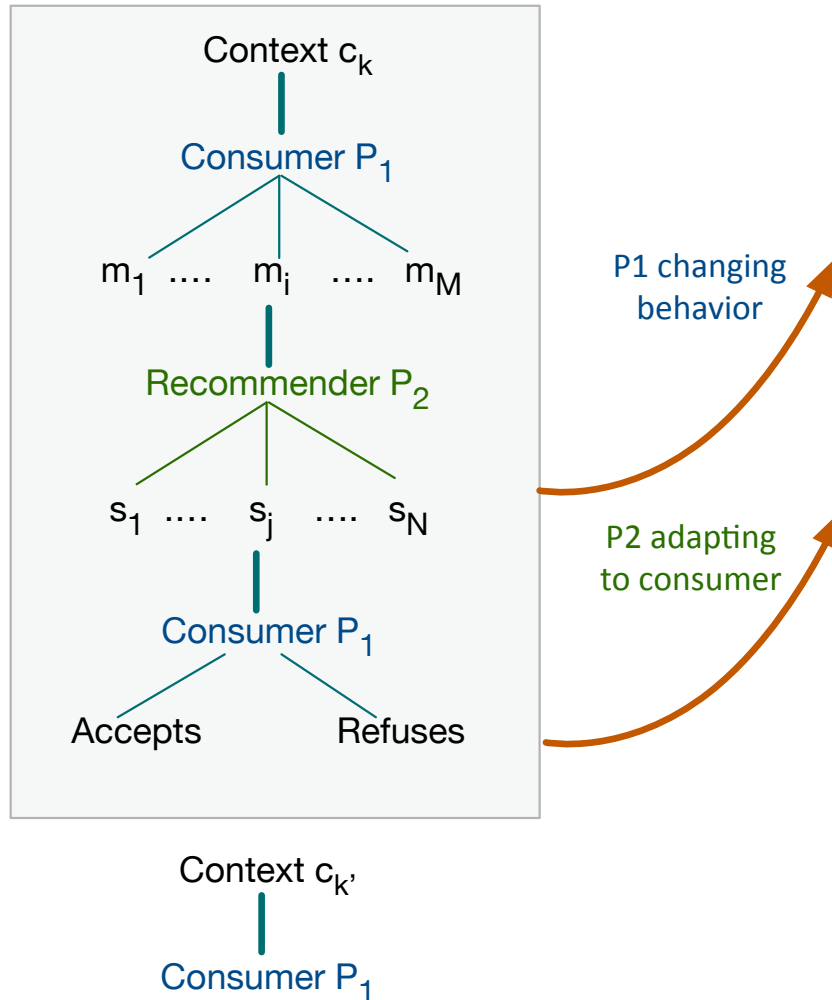 Context c_k
Consumer P_1
m_1 .... m_i .... m_M
P1 changing
behavior
Recommender P_2
s_1 .... s_j .... s_N
P2 adapting
to consumer
Consumer P_1
Accepts Refuses
Context c_k'
Consumer P_1